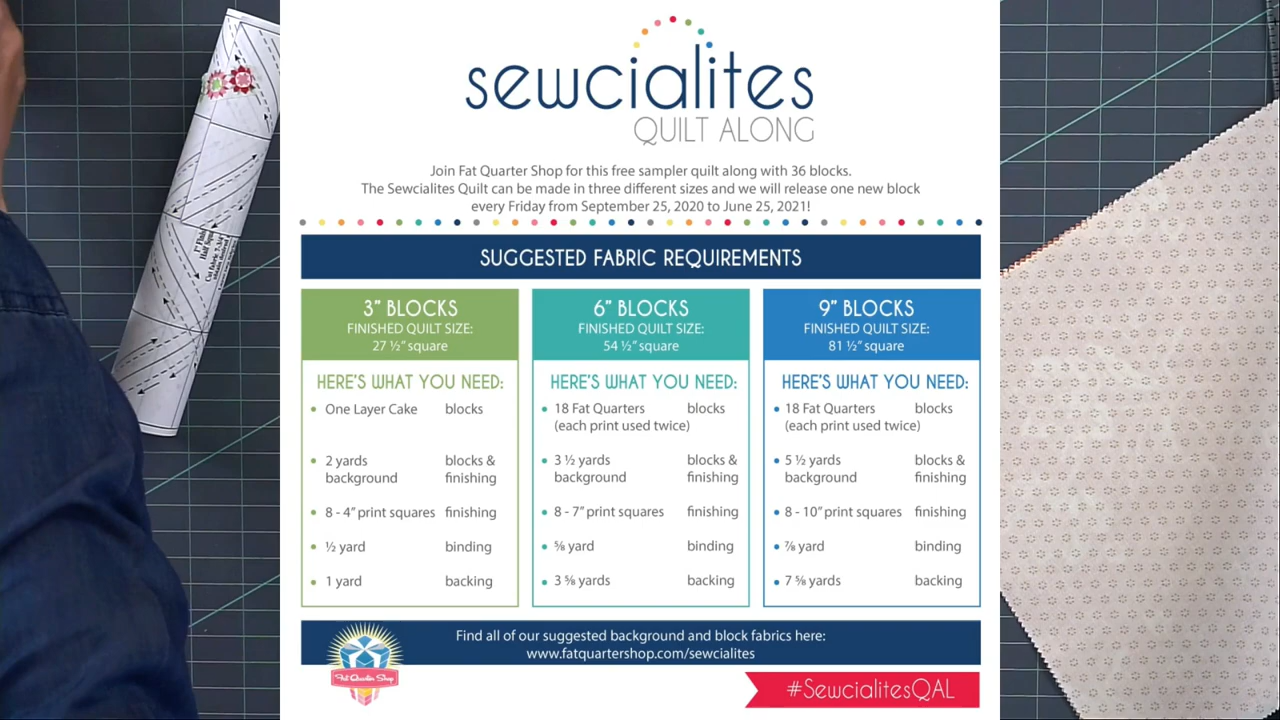 sewcialites
QUILT ALONG
Join Fat Quarter Shop for this free sampler quilt along with 36 blocks.
The Sewcialites Quilt can be made in three different sizes and we will release one new block
every Friday from September 25, 2020 to June 25, 2021!
SUGGESTED FABRIC REQUIREMENTS
3" BLOCKS
FINISHED QUILT SIZE:
27 ½" square
HERE'S WHAT YOU NEED:
• One Layer Cake blocks
• 2 yards blocks &
background finishing
• 8 - 4" print squares finishing
• ½ yard binding
• 1 yard backing
6" BLOCKS
FINISHED QUILT SIZE:
54 ½" square
HERE'S WHAT YOU NEED:
• 18 Fat Quarters blocks
(each print used twice)
• 3 ½ yards blocks &
background finishing
• 8 - 7" print squares finishing
• ⅝ yard binding
• 3 ⅝ yards backing
9" BLOCKS
FINISHED QUILT SIZE:
81 ½" square
HERE'S WHAT YOU NEED:
• 18 Fat Quarters blocks
(each print used twice)
• 5 ½ yards blocks &
background finishing
• 8 - 10" print squares finishing
• ⅞ yard binding
• 7 ⅝ yards backing
Find all of our suggested background and block fabrics here:
www.fatquartershop.com/sewcialites
Fat Quarter Shop
#SewcialitesQAL